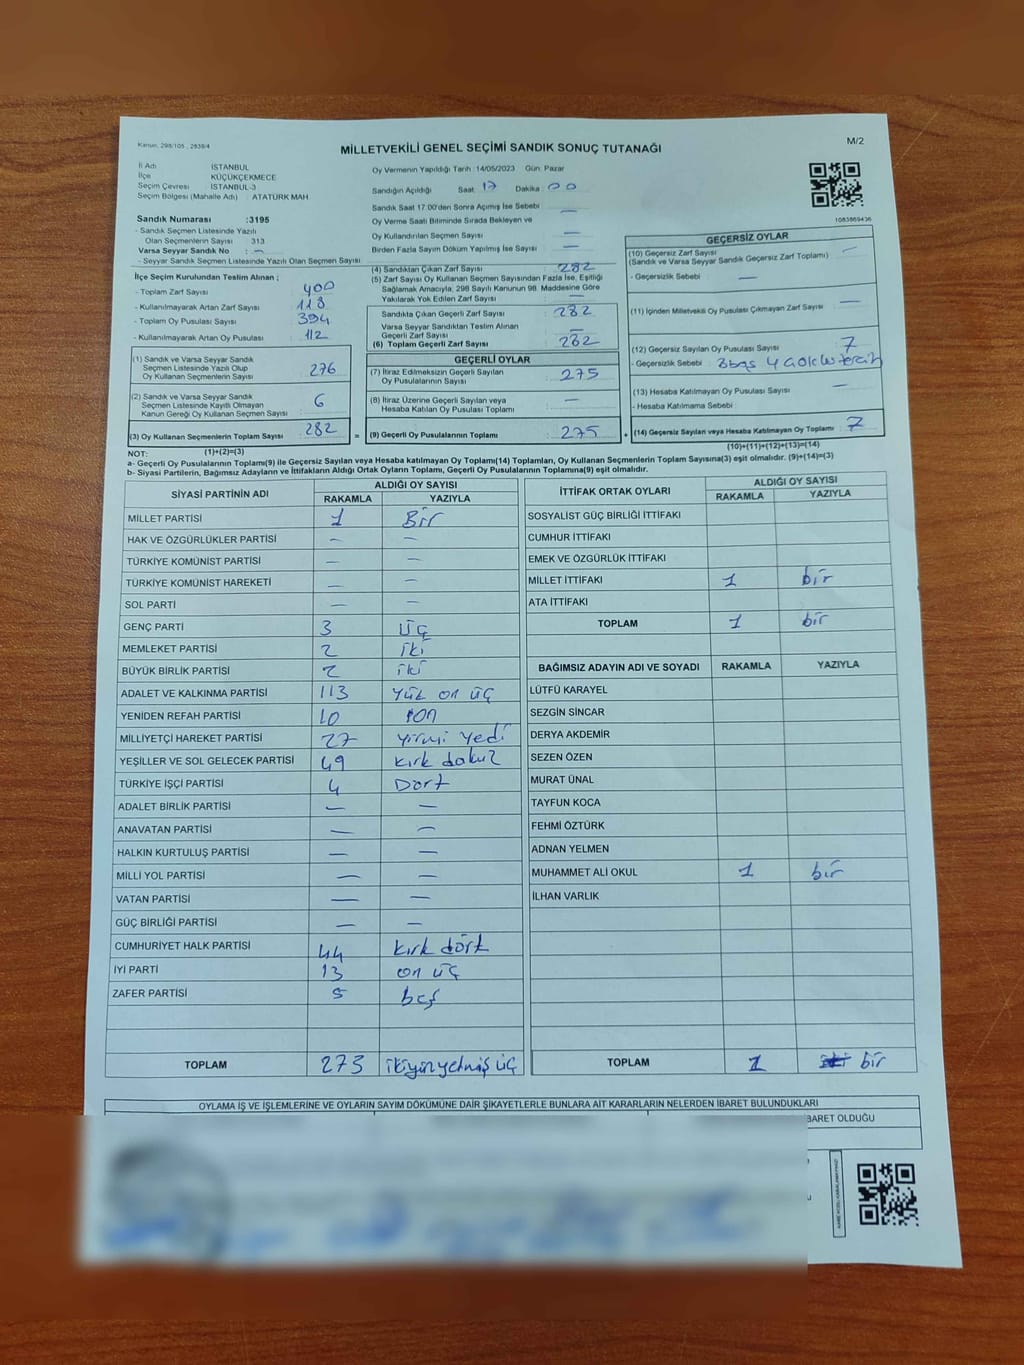 Kanun, 298/105 , 2839/4
MİLLETVEKİLİ GENEL SEÇİMİ SANDIK SONUÇ TUTANAĞI
M/2
İl Adı İSTANBUL
İlçe KÜÇÜKÇEKMECE
Seçim Çevresi İSTANBUL-3
Seçim Bölgesi (Mahalle Adı) : ATATÜRK MAH
Sandık Numarası :3195
- Sandık Seçmen Listesinde Yazılı
Olan Seçmenlerin Sayısı 313
Varsa Seyyar Sandık No : —
- Seyyar Sandık Seçmen Listesinde Yazılı Olan Seçmen Sayısı
Oy Vermenin Yapıldığı Tarih :14/05/2023 Gün: Pazar
Sandığın Açıldığı Saat: 17 Dakika: 00
Sandık Saat 17.00'den Sonra Açımış İse Sebebi —
Oy Verme Saati Bitiminde Sırada Bekleyen ve
Oy Kullandırılan Seçmen Sayısı —
Birden Fazla Sayım Döküm Yapılmış İse Sayısı —
1083869436
İlçe Seçim Kurulundan Teslim Alınan ;
- Toplam Zarf Sayısı : 400
- Kullanılmayarak Artan Zarf Sayısı : 118
- Toplam Oy Pusulası Sayısı : 394
- Kullanılmayarak Artan Oy Pusulası : 112
(1) Sandık ve Varsa Seyyar Sandık
Seçmen Listesinde Yazılı Olup
Oy Kullanan Seçmenlerin Sayısı : 276
(2) Sandık ve Varsa Seyyar Sandık
Seçmen Listesinde Kayıtlı Olmayan
Kanun Gereği Oy Kullanan Seçmen Sayısı : 6
(3) Oy Kullanan Seçmenlerin Toplam Sayısı : 282
(1)+(2)=(3)
(4) Sandıktan Çıkan Zarf Sayısı : 282
(5) Zarf Sayısı Oy Kullanan Seçmen Sayısından Fazla İse, Eşitliği
Sağlamak Amacıyla, 298 Sayılı Kanunun 98. Maddesine Göre
Yakılarak Yok Edilen Zarf Sayısı : —
Sandıkta Çıkan Geçerli Zarf Sayısı : 282
Varsa Seyyar Sandıktan Teslim Alınan
Geçerli Zarf Sayısı : —
(6) Toplam Geçerli Zarf Sayısı : 282
GEÇERLİ OYLAR
(7) İtiraz Edilmeksizin Geçerli Sayılan
Oy Pusulalarının Sayısı : 275
(8) İtiraz Üzerine Geçerli Sayılan veya
Hesaba Katılan Oy Pusulası Toplamı : —
= (9) Geçerli Oy Pusulalarının Toplamı : 275 +
GEÇERSİZ OYLAR
(10) Geçersiz Zarf Sayısı : —
(Sandık ve Varsa Seyyar Sandık Geçersiz Zarf Toplamı)
- Geçersizlik Sebebi : —
(11) İçinden Milletvekili Oy Pusulası Çıkmayan Zarf Sayısı : —
(12) Geçersiz Sayılan Oy Pusulası Sayısı : 7
- Geçersizlik Sebebi : 3 boş 4
(13) Hesaba Katılmayan Oy Pusulası Sayısı : —
- Hesaba Katılmama Sebebi :
(14) Geçersiz Sayılan veya Hesaba Katılmayan Oy Toplamı : 7
(10)+(11)+(12)+(13)=(14)
NOT:
a- Geçerli Oy Pusulalarının Toplamı(9) ile Geçersiz Sayılan veya Hesaba katılmayan Oy Toplamı(14) Toplamları, Oy Kullanan Seçmenlerin Toplam Sayısına(3) eşit olmalıdır. (9)+(14)=(3)
b- Siyasi Partilerin, Bağımsız Adayların ve İttifakların Aldığı Ortak Oyların Toplamı, Geçerli Oy Pusulalarının Toplamına(9) eşit olmalıdır.
SİYASİ PARTİNİN ADI ALDIĞI OY SAYISI
RAKAMLA YAZIYLA
MİLLET PARTİSİ 1 Bir
HAK VE ÖZGÜRLÜKLER PARTİSİ — —
TÜRKİYE KOMÜNİST PARTİSİ — —
TÜRKİYE KOMÜNİST HAREKETİ — —
SOL PARTİ — —
GENÇ PARTİ 3 üç
MEMLEKET PARTİSİ 2 iki
BÜYÜK BİRLİK PARTİSİ 2 iki
ADALET VE KALKINMA PARTİSİ 113 yüz on üç
YENİDEN REFAH PARTİSİ 10 on
MİLLİYETÇİ HAREKET PARTİSİ 27 yirmi yedi
YEŞİLLER VE SOL GELECEK PARTİSİ 49 kırk dokuz
TÜRKİYE İŞÇİ PARTİSİ 4 Dört
ADALET BİRLİK PARTİSİ — —
ANAVATAN PARTİSİ — —
HALKIN KURTULUŞ PARTİSİ — —
MİLLİ YOL PARTİSİ — —
VATAN PARTİSİ — —
GÜÇ BİRLİĞİ PARTİSİ — —
CUMHURİYET HALK PARTİSİ 44 kırk dört
İYİ PARTİ 13 on üç
ZAFER PARTİSİ 5 beş
TOPLAM 273 ikiyüzyetmiş üç
İTTİFAK ORTAK OYLARI ALDIĞI OY SAYISI
RAKAMLA YAZIYLA
SOSYALİST GÜÇ BİRLİĞİ İTTİFAKI
CUMHUR İTTİFAKI
EMEK VE ÖZGÜRLÜK İTTİFAKI
MİLLET İTTİFAKI 1 bir
ATA İTTİFAKI
TOPLAM 1 bir
BAĞIMSIZ ADAYIN ADI VE SOYADI RAKAMLA YAZIYLA
LÜTFÜ KARAYEL
SEZGİN SİNCAR
DERYA AKDEMİR
SEZEN ÖZEN
MURAT ÜNAL
TAYFUN KOCA
FEHMİ ÖZTÜRK
ADNAN YELMEN
MUHAMMET ALİ OKUL 1 bir
İLHAN VARLIK
TOPLAM 1 bir
OYLAMA İŞ VE İŞLEMLERİNE VE OYLARIN SAYIM DÖKÜMÜNE DAİR ŞİKAYETLERLE BUNLARA AİT KARARLARIN NELERDEN İBARET BULUNDUKLARI
BARET OLDUĞU